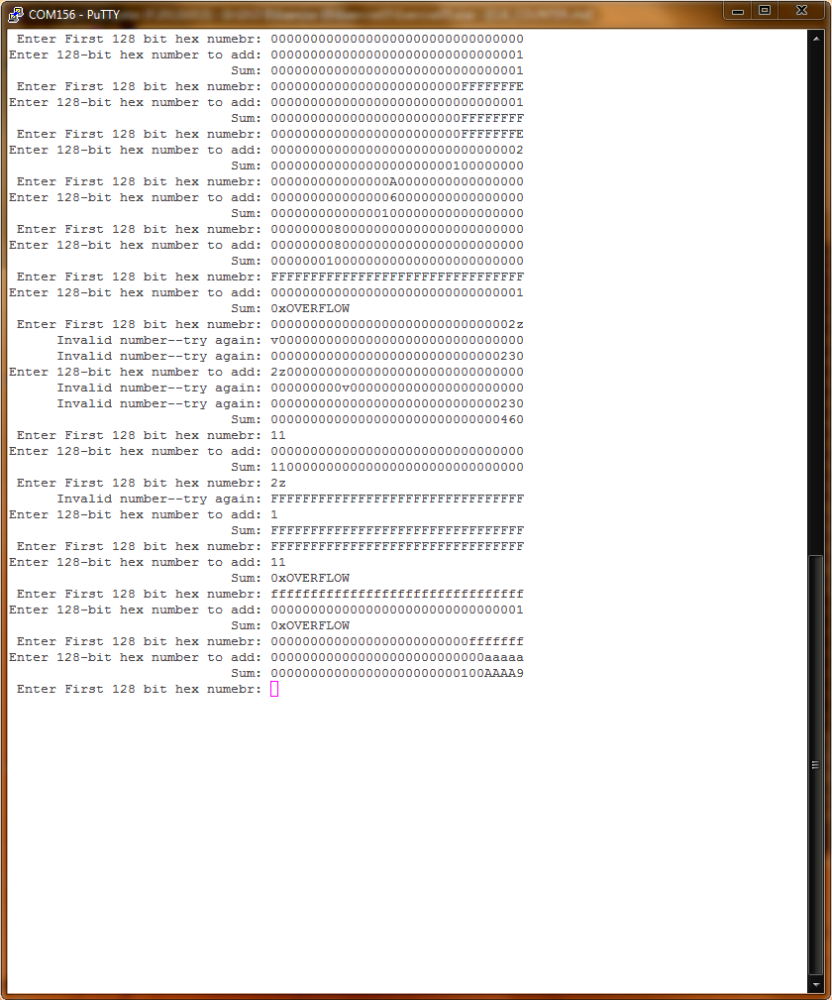 COM156 - PuTTY
Enter First 128 bit hex numebr: 00000000000000000000000000000000
Enter 128-bit hex number to add: 00000000000000000000000000000001
Sum: 00000000000000000000000000000001
Enter First 128 bit hex numebr: 000000000000000000000000FFFFFFFE
Enter 128-bit hex number to add: 00000000000000000000000000000001
Sum: 000000000000000000000000FFFFFFFF
Enter First 128 bit hex numebr: 000000000000000000000000FFFFFFFE
Enter 128-bit hex number to add: 00000000000000000000000000000002
Sum: 00000000000000000000000100000000
Enter First 128 bit hex numebr: 000000000000000A0000000000000000
Enter 128-bit hex number to add: 00000000000000060000000000000000
Sum: 00000000000000100000000000000000
Enter First 128 bit hex numebr: 00000000800000000000000000000000
Enter 128-bit hex number to add: 00000000800000000000000000000000
Sum: 00000001000000000000000000000000
Enter First 128 bit hex numebr: FFFFFFFFFFFFFFFFFFFFFFFFFFFFFFFF
Enter 128-bit hex number to add: 00000000000000000000000000000001
Sum: 0xOVERFLOW
Enter First 128 bit hex numebr: 0000000000000000000000000000002z
Invalid number--try again: v0000000000000000000000000000000
Invalid number--try again: 00000000000000000000000000000230
Enter 128-bit hex number to add: 2z000000000000000000000000000000
Invalid number--try again: 000000000v0000000000000000000000
Invalid number--try again: 00000000000000000000000000000230
Sum: 00000000000000000000000000000460
Enter First 128 bit hex numebr: 11
Enter 128-bit hex number to add: 00000000000000000000000000000000
Sum: 11000000000000000000000000000000
Enter First 128 bit hex numebr: 2z
Invalid number--try again: FFFFFFFFFFFFFFFFFFFFFFFFFFFFFFFF
Enter 128-bit hex number to add: 1
Sum: FFFFFFFFFFFFFFFFFFFFFFFFFFFFFFFF
Enter First 128 bit hex numebr: FFFFFFFFFFFFFFFFFFFFFFFFFFFFFFFF
Enter 128-bit hex number to add: 11
Sum: 0xOVERFLOW
Enter First 128 bit hex numebr: ffffffffffffffffffffffffffffffff
Enter 128-bit hex number to add: 00000000000000000000000000000001
Sum: 0xOVERFLOW
Enter First 128 bit hex numebr: 0000000000000000000000000fffffff
Enter 128-bit hex number to add: 000000000000000000000000000aaaaa
Sum: 000000000000000000000000100AAAA9
Enter First 128 bit hex numebr: